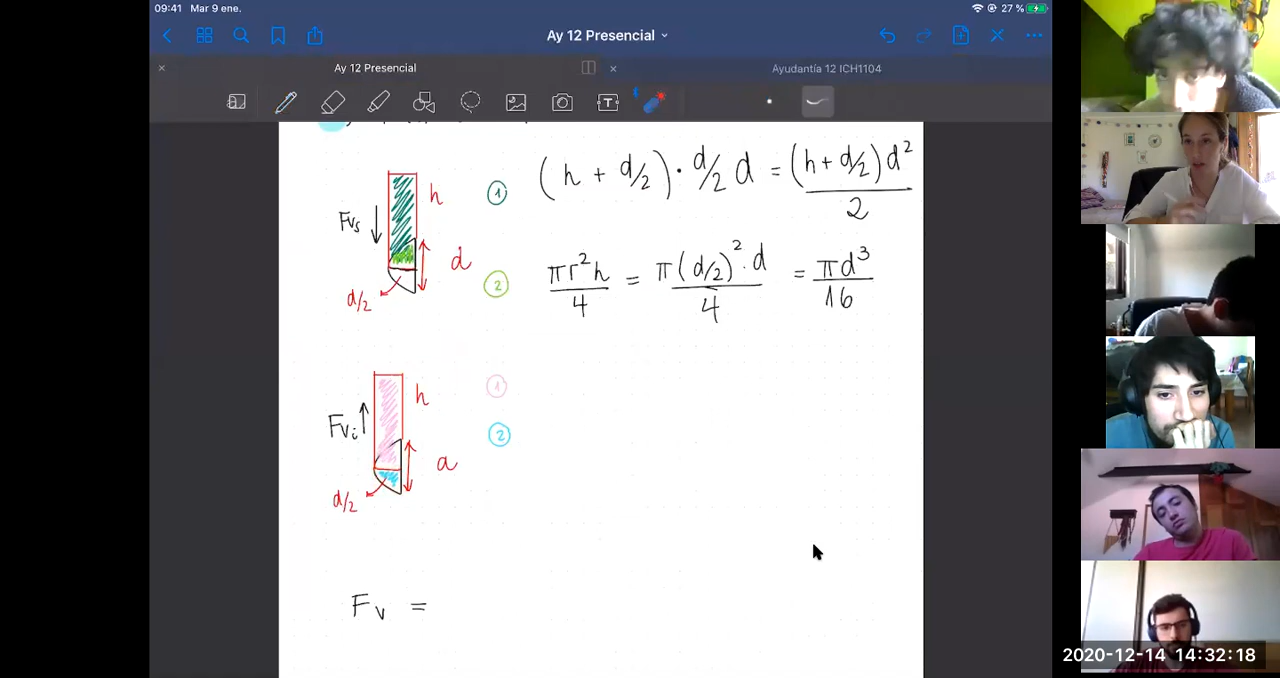 09:41 Mar 9 ene.
27 %
Ay 12 Presencial
Ay 12 Presencial
Ayudantía 12 ICH1104
T
h
Fvs ↓
d
d/2
① (h + d/2) · d/2 d = (h + d/2) d² / 2
② πr²h / 4 = π(d/2)² · d / 4 = πd³ / 16
h
Fvi ↑
a
d/2
①
②
Fv =
2020-12-14 14:32:18